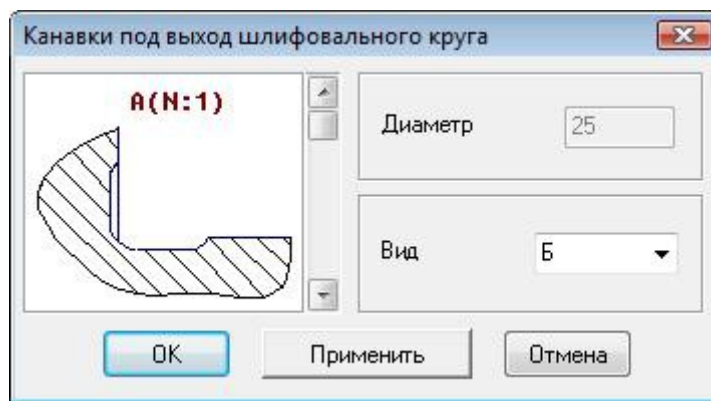 Канавки под выход шлифовального круга
А(N:1)
Диаметр 25
Вид Б
OK Применить Отмена